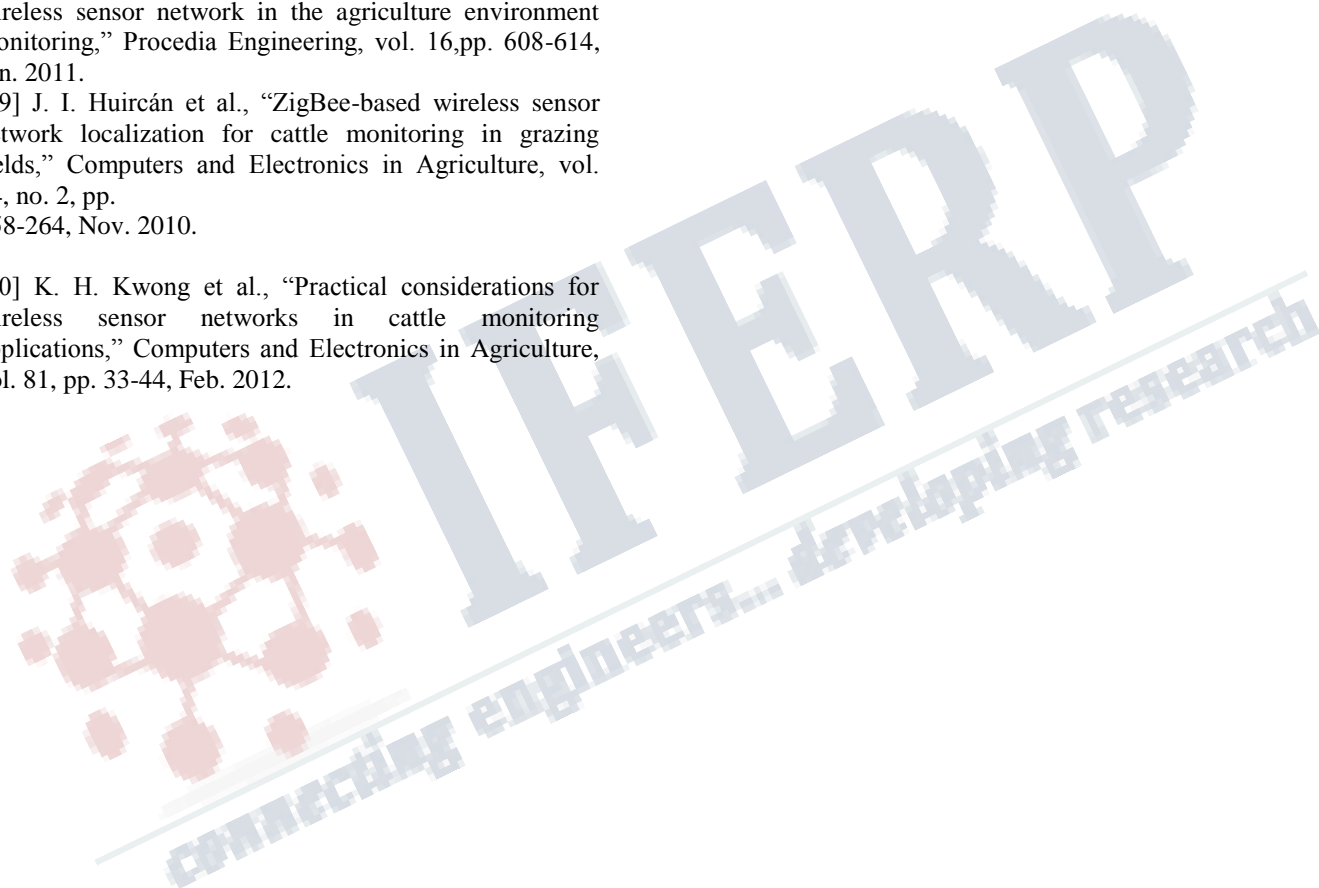 ireless sensor network in the agriculture environment
onitoring,” Procedia Engineering, vol. 16,pp. 608-614,
n. 2011.
9] J. I. Huircán et al., “ZigBee-based wireless sensor
etwork localization for cattle monitoring in grazing
elds,” Computers and Electronics in Agriculture, vol.
, no. 2, pp.
8-264, Nov. 2010.
0] K. H. Kwong et al., “Practical considerations for
ireless sensor networks in cattle monitoring
plications,” Computers and Electronics in Agriculture,
l. 81, pp. 33-44, Feb. 2012.
IFERP
connecting engineers... developing research